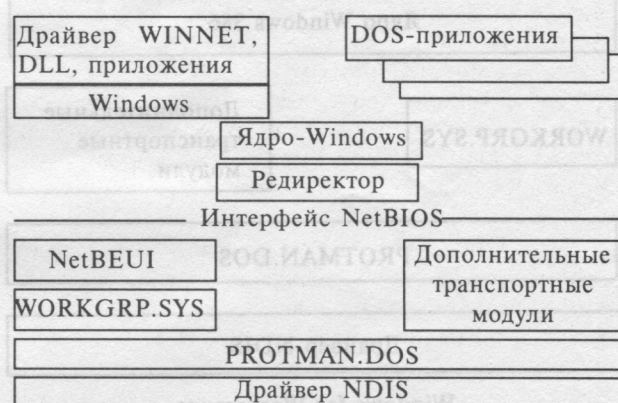 Драйвер WINNET,
DLL, приложения
DOS-приложения
Windows
Ядро-Windows
Редиректор
Интерфейс NetBIOS
NetBEUI
WORKGRP.SYS
Дополнительные
транспортные
модули
PROTMAN.DOS
Драйвер NDIS